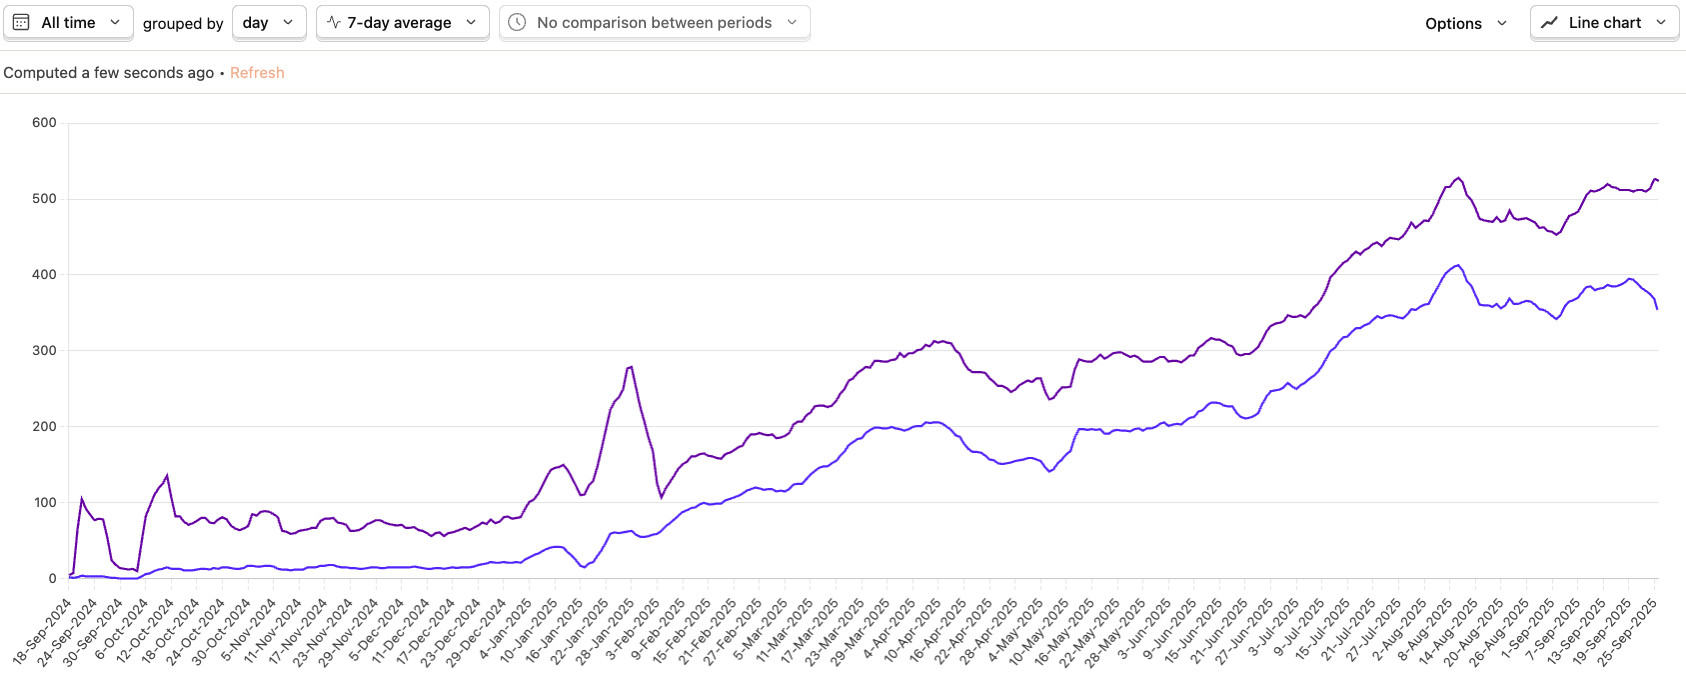 All time grouped by day 7-day average No comparison between periods Options Line chart
Computed a few seconds ago • Refresh
600
500
400
300
200
100
0
18-Sep-2024
24-Sep-2024
30-Sep-2024
6-Oct-2024
12-Oct-2024
18-Oct-2024
24-Oct-2024
30-Oct-2024
5-Nov-2024
11-Nov-2024
17-Nov-2024
23-Nov-2024
29-Nov-2024
5-Dec-2024
11-Dec-2024
17-Dec-2024
23-Dec-2024
29-Dec-2024
4-Jan-2025
10-Jan-2025
16-Jan-2025
22-Jan-2025
28-Jan-2025
3-Feb-2025
9-Feb-2025
15-Feb-2025
21-Feb-2025
27-Feb-2025
5-Mar-2025
11-Mar-2025
17-Mar-2025
23-Mar-2025
29-Mar-2025
4-Apr-2025
10-Apr-2025
16-Apr-2025
22-Apr-2025
28-Apr-2025
4-May-2025
10-May-2025
16-May-2025
22-May-2025
28-May-2025
3-Jun-2025
9-Jun-2025
15-Jun-2025
21-Jun-2025
27-Jun-2025
3-Jul-2025
9-Jul-2025
15-Jul-2025
21-Jul-2025
27-Jul-2025
2-Aug-2025
8-Aug-2025
14-Aug-2025
20-Aug-2025
26-Aug-2025
1-Sep-2025
7-Sep-2025
13-Sep-2025
19-Sep-2025
25-Sep-2025